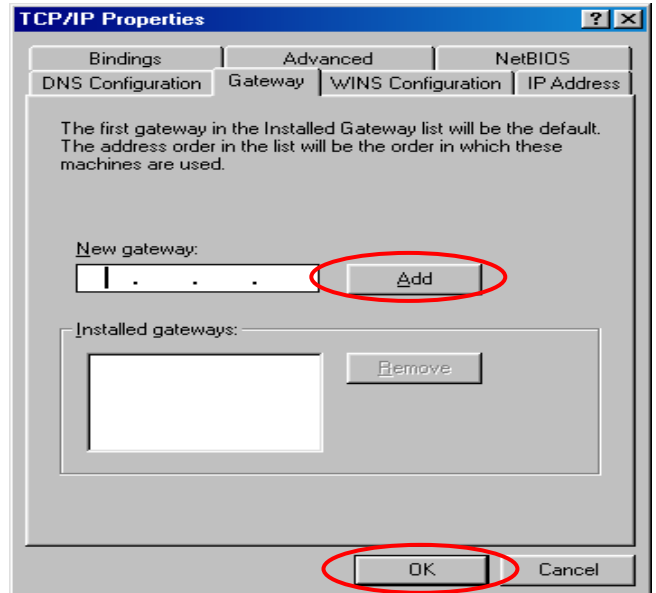 TCP/IP Properties
? ×
Bindings Advanced NetBIOS
DNS Configuration Gateway WINS Configuration IP Address
The first gateway in the Installed Gateway list will be the default.
The address order in the list will be the order in which these
machines are used.
New gateway:
. . .
Add
Installed gateways:
Remove
OK Cancel